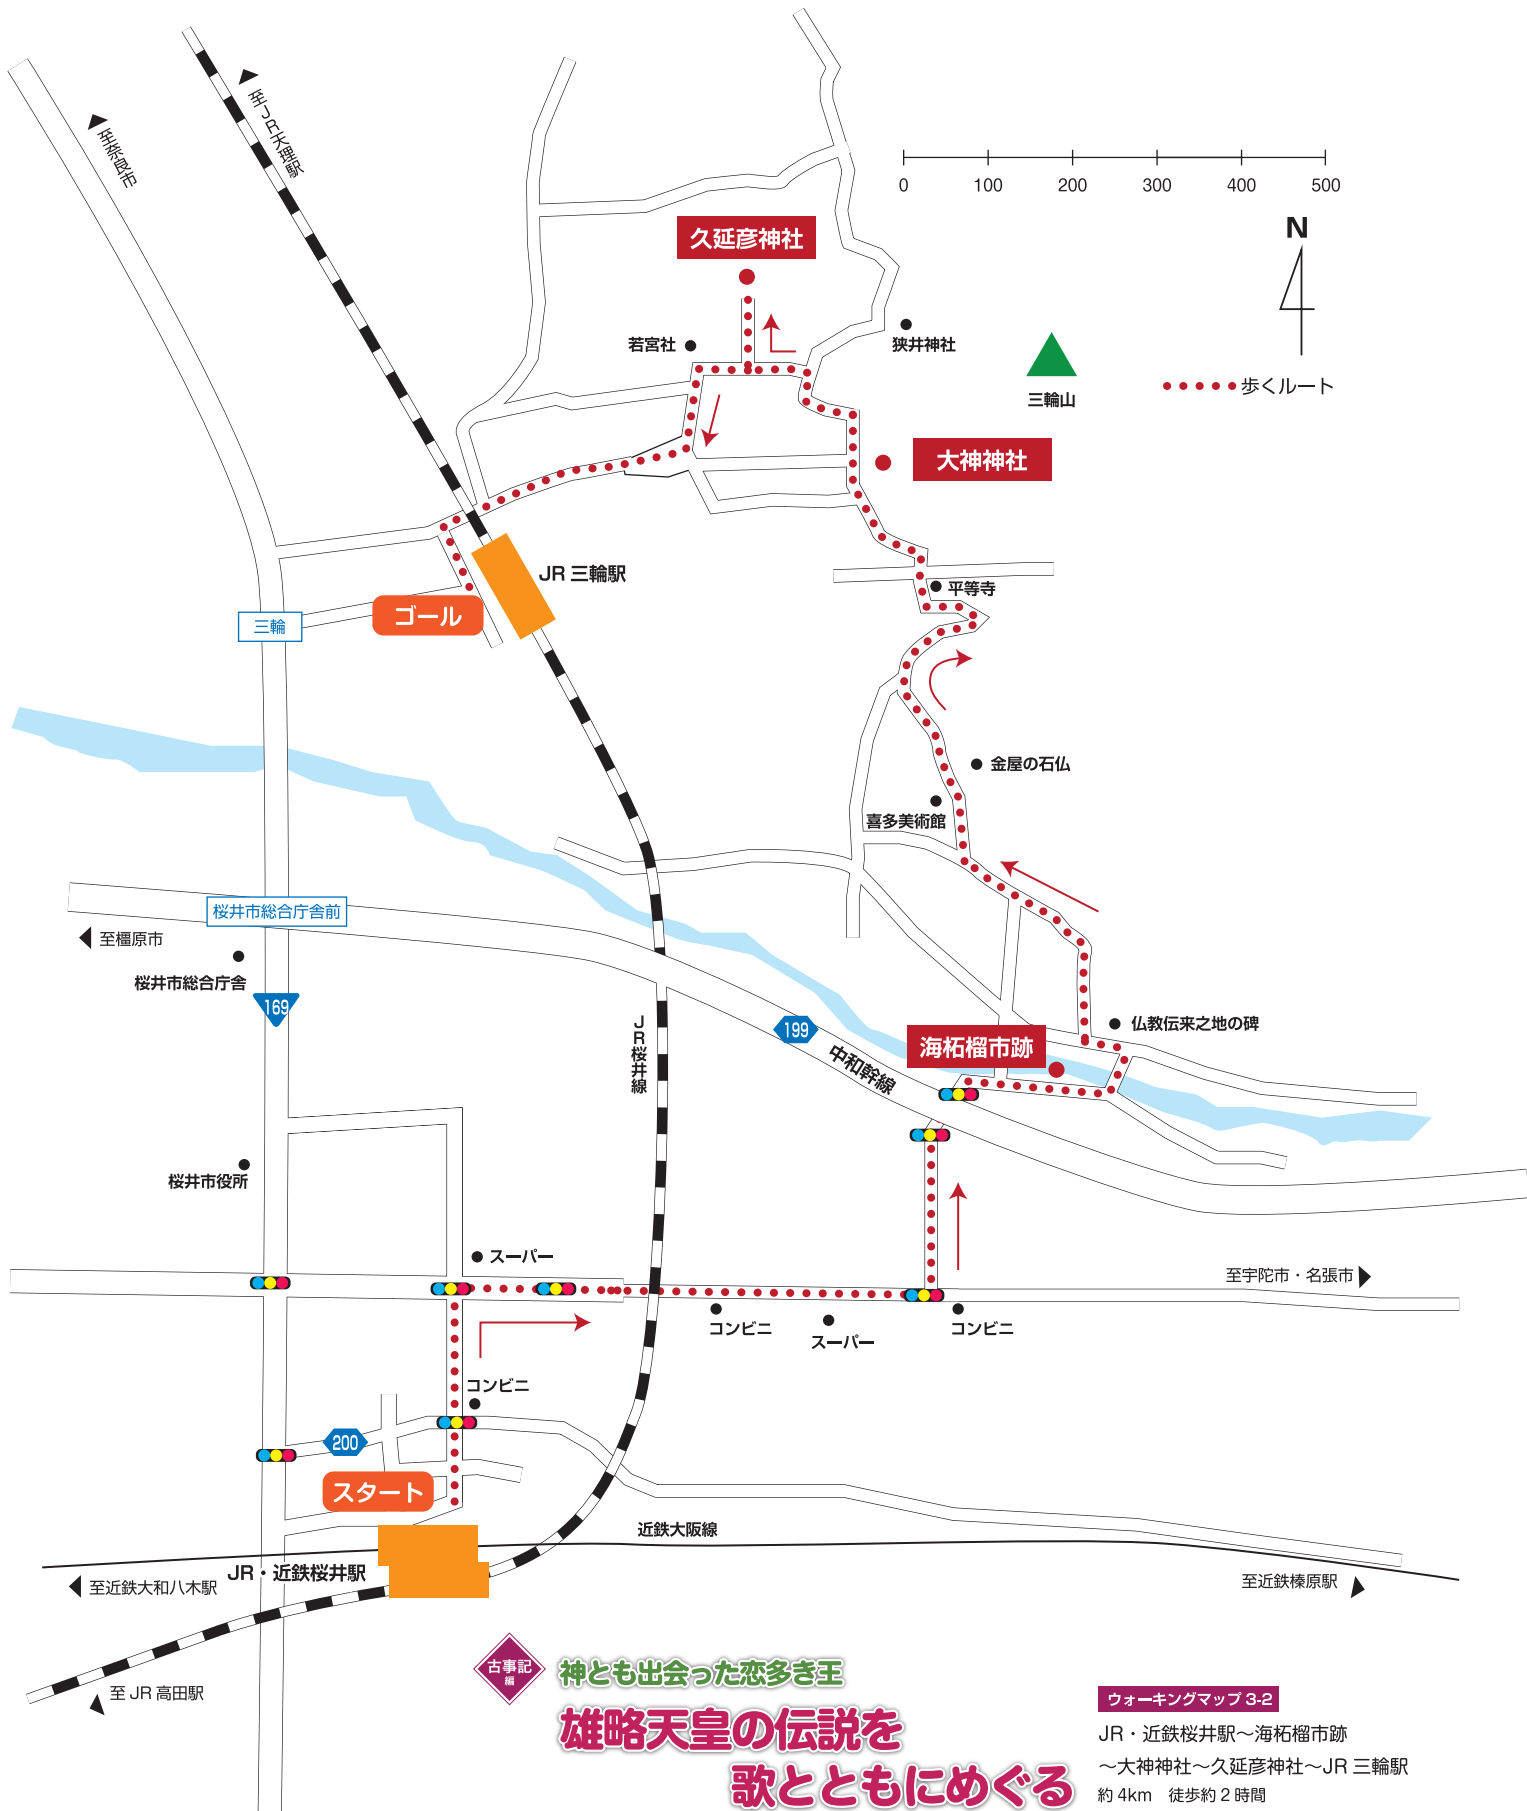 至JR天理駅
至奈良市
0 100 200 300 400 500
N
久延彦神社
若宮社
狭井神社
三輪山
歩くルート
大神神社
JR 三輪駅
平等寺
ゴール
三輪
金屋の石仏
喜多美術館
桜井市総合庁舎前
至橿原市
桜井市総合庁舎
169
JR桜井線
199
中和幹線
海柘榴市跡
仏教伝来之地の碑
桜井市役所
スーパー
至宇陀市・名張市
コンビニ
スーパー
コンビニ
コンビニ
200
スタート
近鉄大阪線
JR・近鉄桜井駅
至近鉄大和八木駅
至近鉄榛原駅
至 JR 高田駅
古事記
編
神とも出会った恋多き王
雄略天皇の伝説を
歌とともにめぐる
ウォーキングマップ 3-2
JR・近鉄桜井駅～海柘榴市跡
～大神神社～久延彦神社～JR 三輪駅
約 4km　徒歩約 2 時間